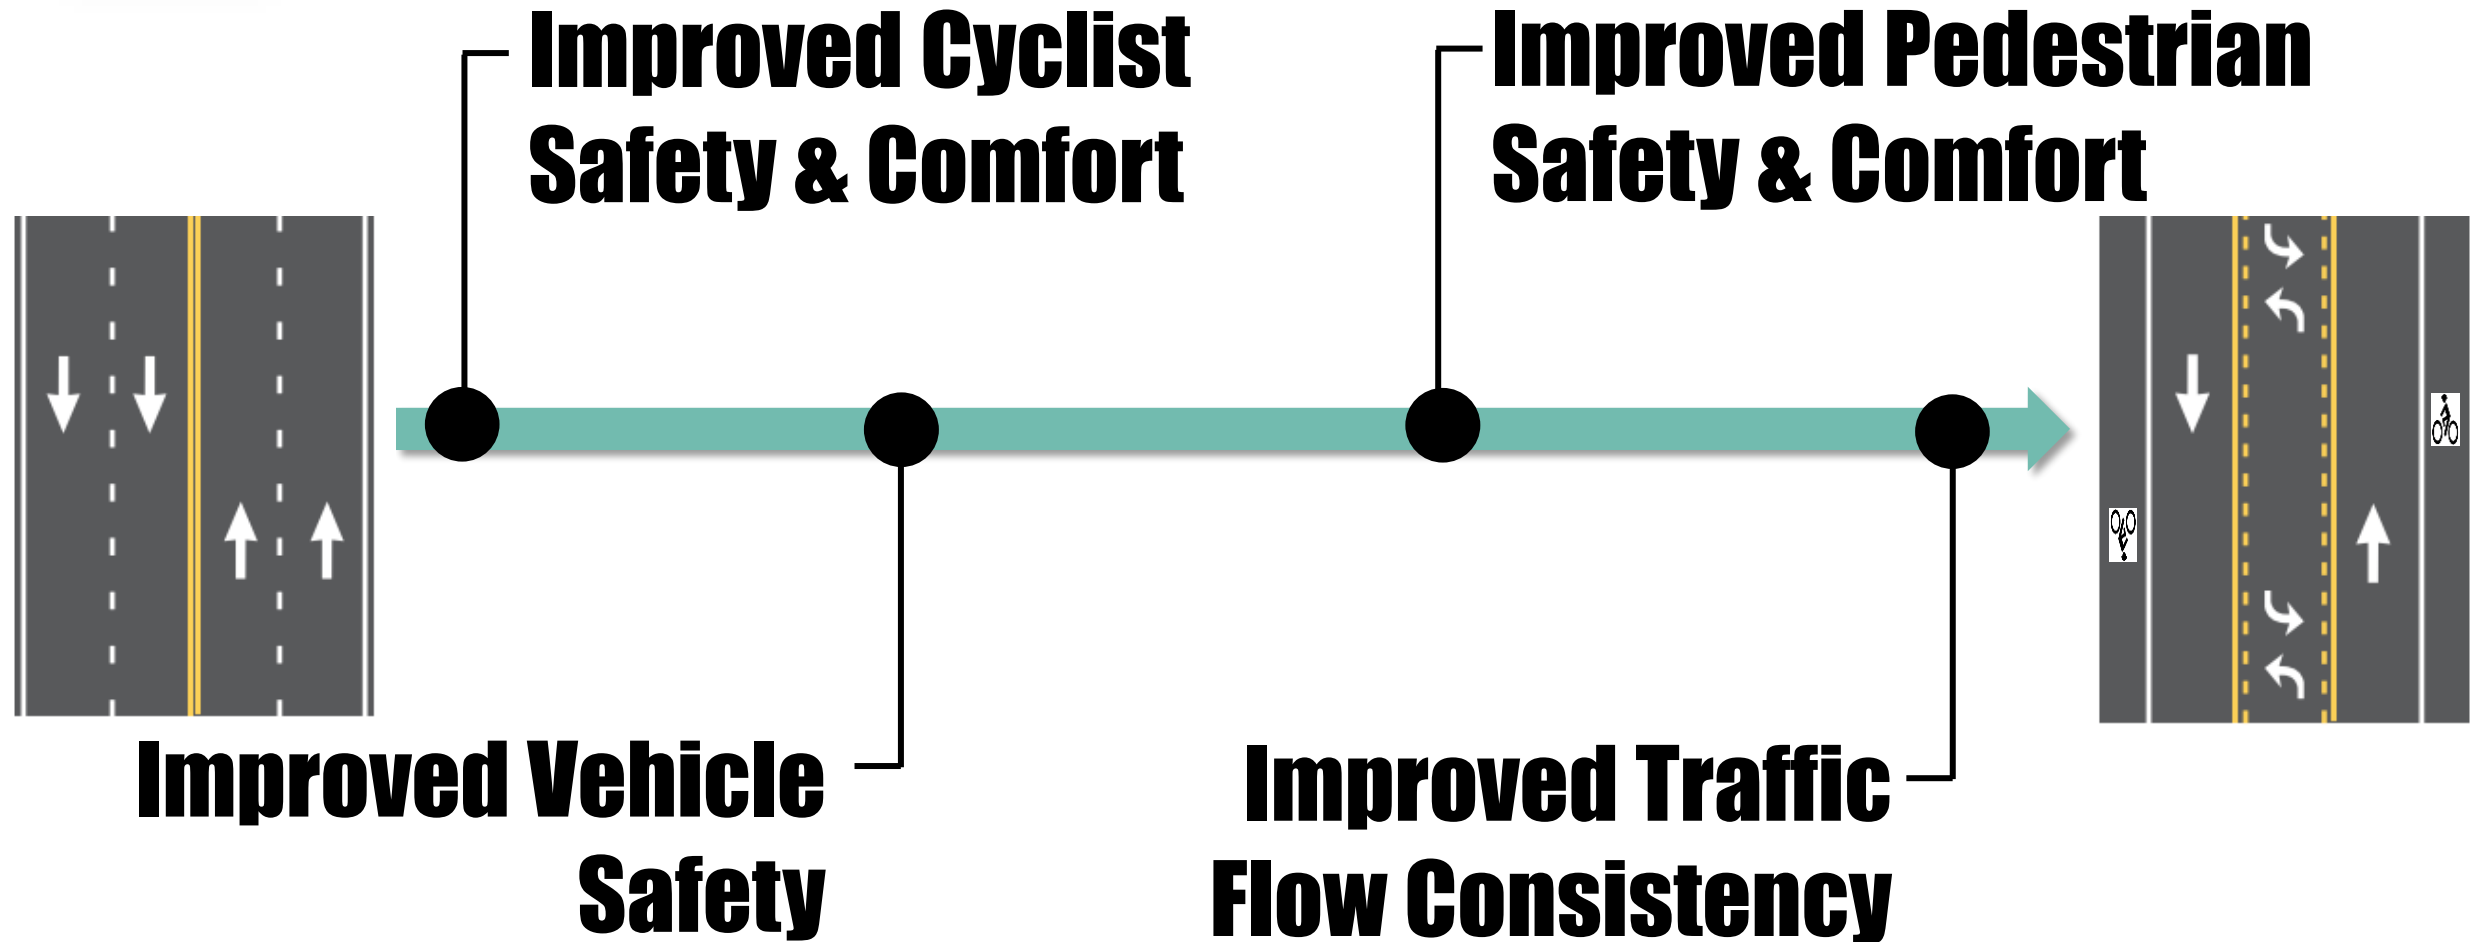 Improved Cyclist
Safety & Comfort
Improved Pedestrian
Safety & Comfort
Improved Vehicle
Safety
Improved Traffic
Flow Consistency